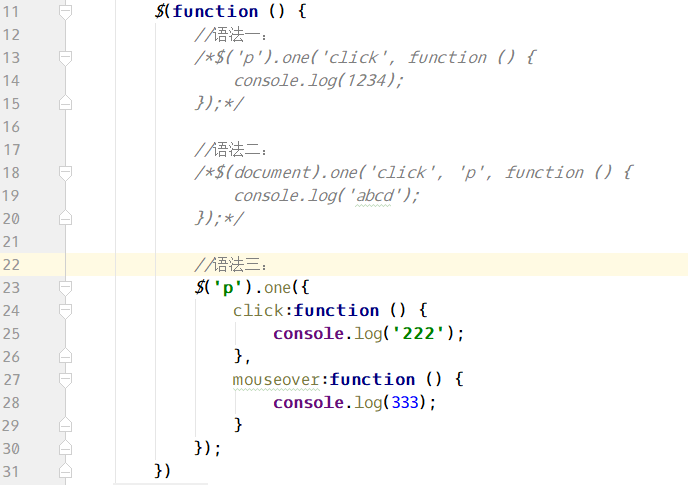 11 $(function () {
12 //语法一：
13 /*$('p').one('click', function () {
14 console.log(1234);
15 });*/
16
17 //语法二：
18 /*$(document).one('click', 'p', function () {
19 console.log('abcd');
20 });*/
21
22 //语法三：
23 $('p').one({
24 click:function () {
25 console.log('222');
26 },
27 mouseover:function () {
28 console.log(333);
29 }
30 });
31 })